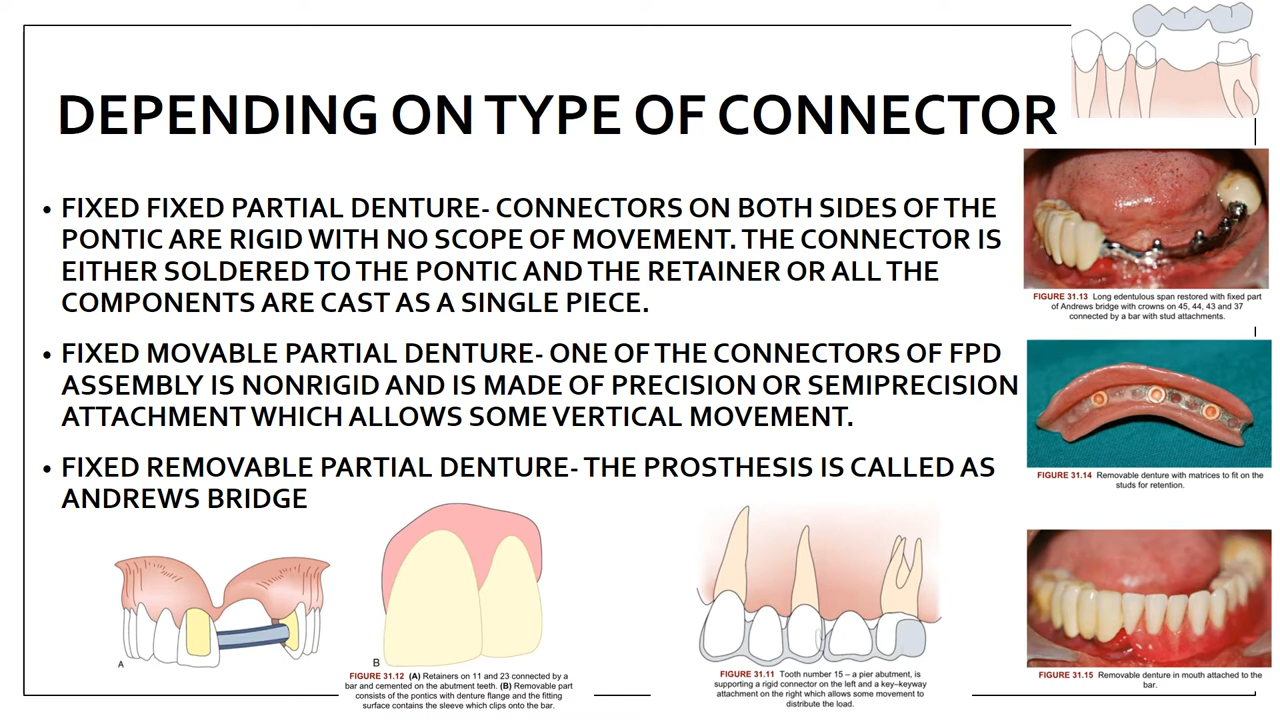 DEPENDING ON TYPE OF CONNECTOR
• FIXED FIXED PARTIAL DENTURE- CONNECTORS ON BOTH SIDES OF THE
PONTIC ARE RIGID WITH NO SCOPE OF MOVEMENT. THE CONNECTOR IS
EITHER SOLDERED TO THE PONTIC AND THE RETAINER OR ALL THE
COMPONENTS ARE CAST AS A SINGLE PIECE.
• FIXED MOVABLE PARTIAL DENTURE- ONE OF THE CONNECTORS OF FPD
ASSEMBLY IS NONRIGID AND IS MADE OF PRECISION OR SEMIPRECISION
ATTACHMENT WHICH ALLOWS SOME VERTICAL MOVEMENT.
• FIXED REMOVABLE PARTIAL DENTURE- THE PROSTHESIS IS CALLED AS
ANDREWS BRIDGE
FIGURE 31.13 Long edentulous span restored with fixed part
of Andrews bridge with crowns on 45, 44, 43 and 37
connected by a bar with stud attachments.
FIGURE 31.14 Removable denture with matrices to fit on the
studs for retention.
A
B
FIGURE 31.12 (A) Retainers on 11 and 23 connected by a
bar and cemented on the abutment teeth. (B) Removable part
consists of the pontics with denture flange and the fitting
surface contains the sleeve which clips onto the bar.
FIGURE 31.11 Tooth number 15 – a pier abutment, is
supporting a rigid connector on the left and a key–keyway
attachment on the right which allows some movement to
distribute the load.
FIGURE 31.15 Removable denture in mouth attached to the
bar.